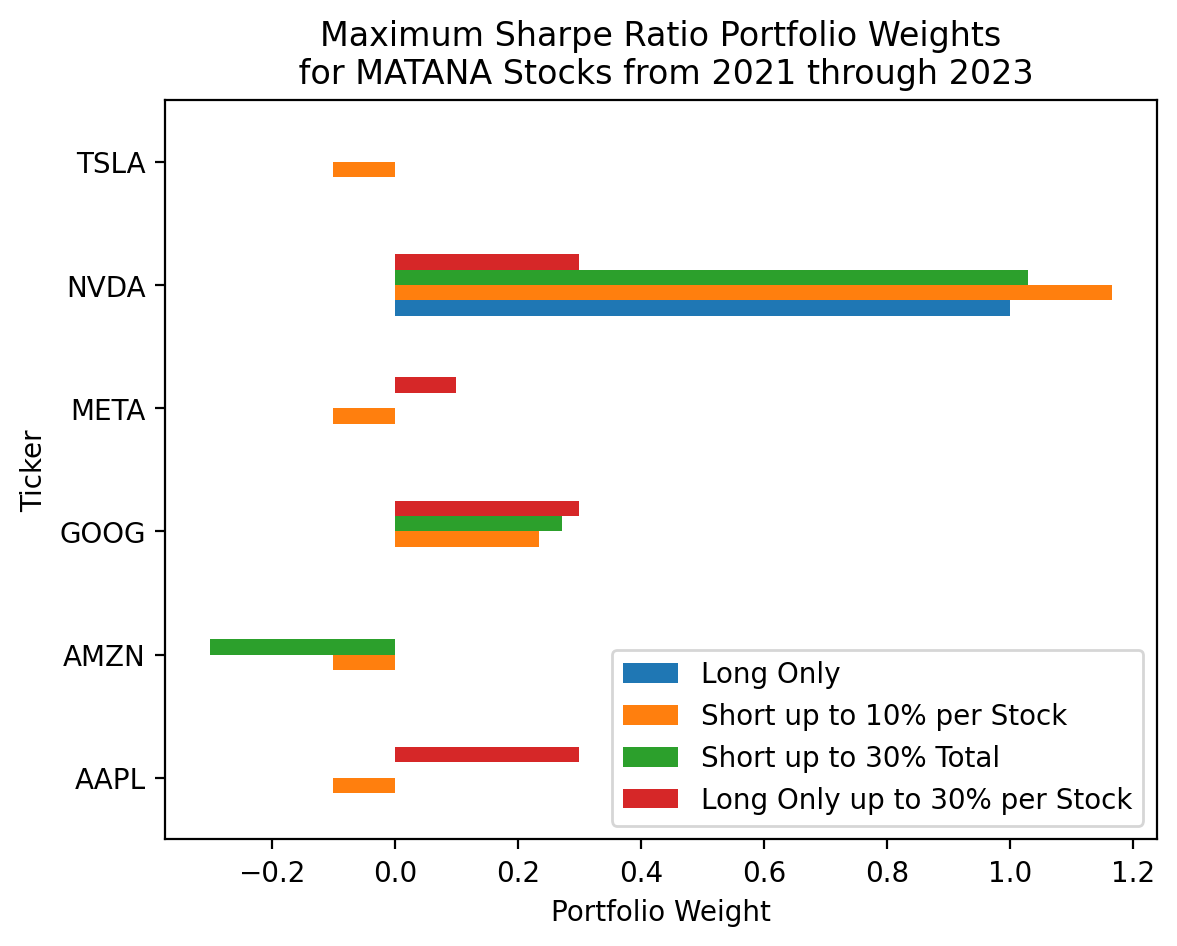 Maximum Sharpe Ratio Portfolio Weights
for MATANA Stocks from 2021 through 2023
TSLA
NVDA
META
GOOG
AMZN
AAPL
Ticker
Long Only
Short up to 10% per Stock
Short up to 30% Total
Long Only up to 30% per Stock
−0.2 0.0 0.2 0.4 0.6 0.8 1.0 1.2
Portfolio Weight